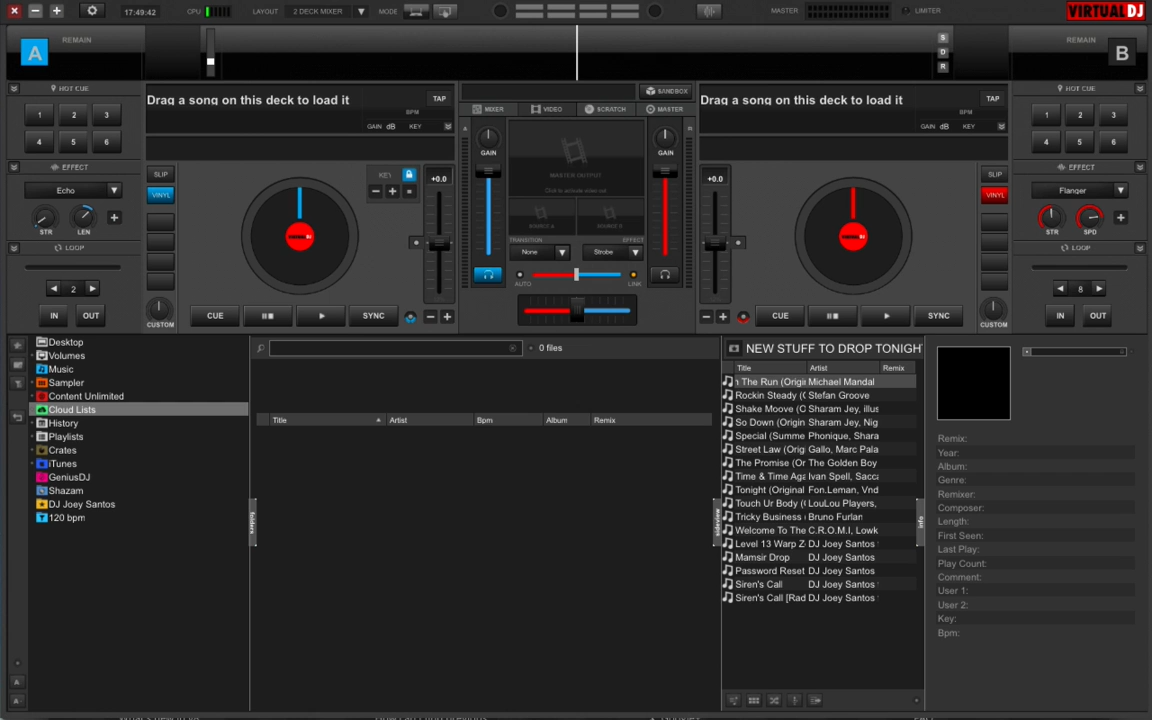 17:49:42
CPU
LAYOUT
2 DECK MIXER
MODE
MASTER
LIMITER
VIRTUALDJ
A
REMAIN
S
D
R
REMAIN
B
HOT CUE
1 2 3
4 5 6
EFFECT
Echo
STR LEN
LOOP
2
IN OUT
Drag a song on this deck to load it
TAP
BPM
GAIN dB KEY
SLIP
VINYL
KEY
+0.0
CUSTOM
CUE
SYNC
SANDBOX
MIXER VIDEO SCRATCH MASTER
GAIN
MASTER OUTPUT
Click to activate video out
SOURCE A SOURCE B
TRANSITION EFFECT
None Strobe
AUTO LINK
GAIN
Drag a song on this deck to load it
TAP
BPM
GAIN dB KEY
+0.0
SLIP
VINYL
CUE
SYNC
CUSTOM
HOT CUE
1 2 3
4 5 6
EFFECT
Flanger
STR SPD
LOOP
8
IN OUT
Desktop
Volumes
Music
Sampler
Content Unlimited
Cloud Lists
History
Playlists
Crates
iTunes
GeniusDJ
Shazam
DJ Joey Santos
120 bpm
folders
0 files
Title Artist Bpm Album Remix
sideview
NEW STUFF TO DROP TONIGH
Title Artist Remix
n The Run (Origi Michael Mandal
Rockin Steady (C Stefan Groove
Shake Moove (O Sharam Jey, illus
So Down (Origin Sharam Jey, Nig
Special (Summe Phonique, Shara
Street Law (Orig Gallo, Marc Pala
The Promise (Or The Golden Boy
Time & Time Aga Ivan Spell, Sacca
Tonight (Original Fon.Leman, Vnd
Touch Ur Body (O LouLou Players,
Tricky Business Bruno Furlan
Welcome To The C.R.O.M.I, Lowk
Level 13 Warp Z DJ Joey Santos
Mamsir Drop DJ Joey Santos
Password Reset DJ Joey Santos
Siren's Call DJ Joey Santos
Siren's Call [Rad DJ Joey Santos
info
Remix:
Year:
Album:
Genre:
Remixer:
Composer:
Length:
First Seen:
Last Play:
Play Count:
Comment:
User 1:
User 2:
Key:
Bpm: